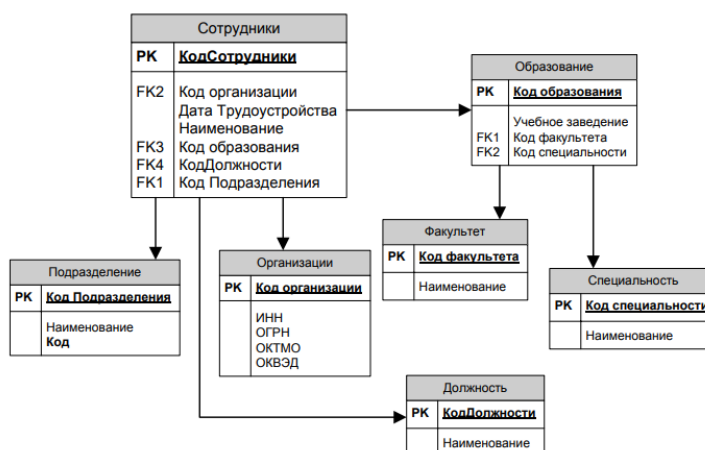 Сотрудники
PK КодСотрудники
FK2 Код организации
Дата Трудоустройства
Наименование
FK3 Код образования
FK4 КодДолжности
FK1 Код Подразделения
Образование
PK Код образования
Учебное заведение
FK1 Код факультета
FK2 Код специальности
Факультет
PK Код факультета
Наименование
Подразделение
PK Код Подразделения
Наименование
Код
Организации
PK Код организации
ИНН
ОГРН
ОКТМО
ОКВЭД
Специальность
PK Код специальности
Наименование
Должность
PK КодДолжности
Наименование